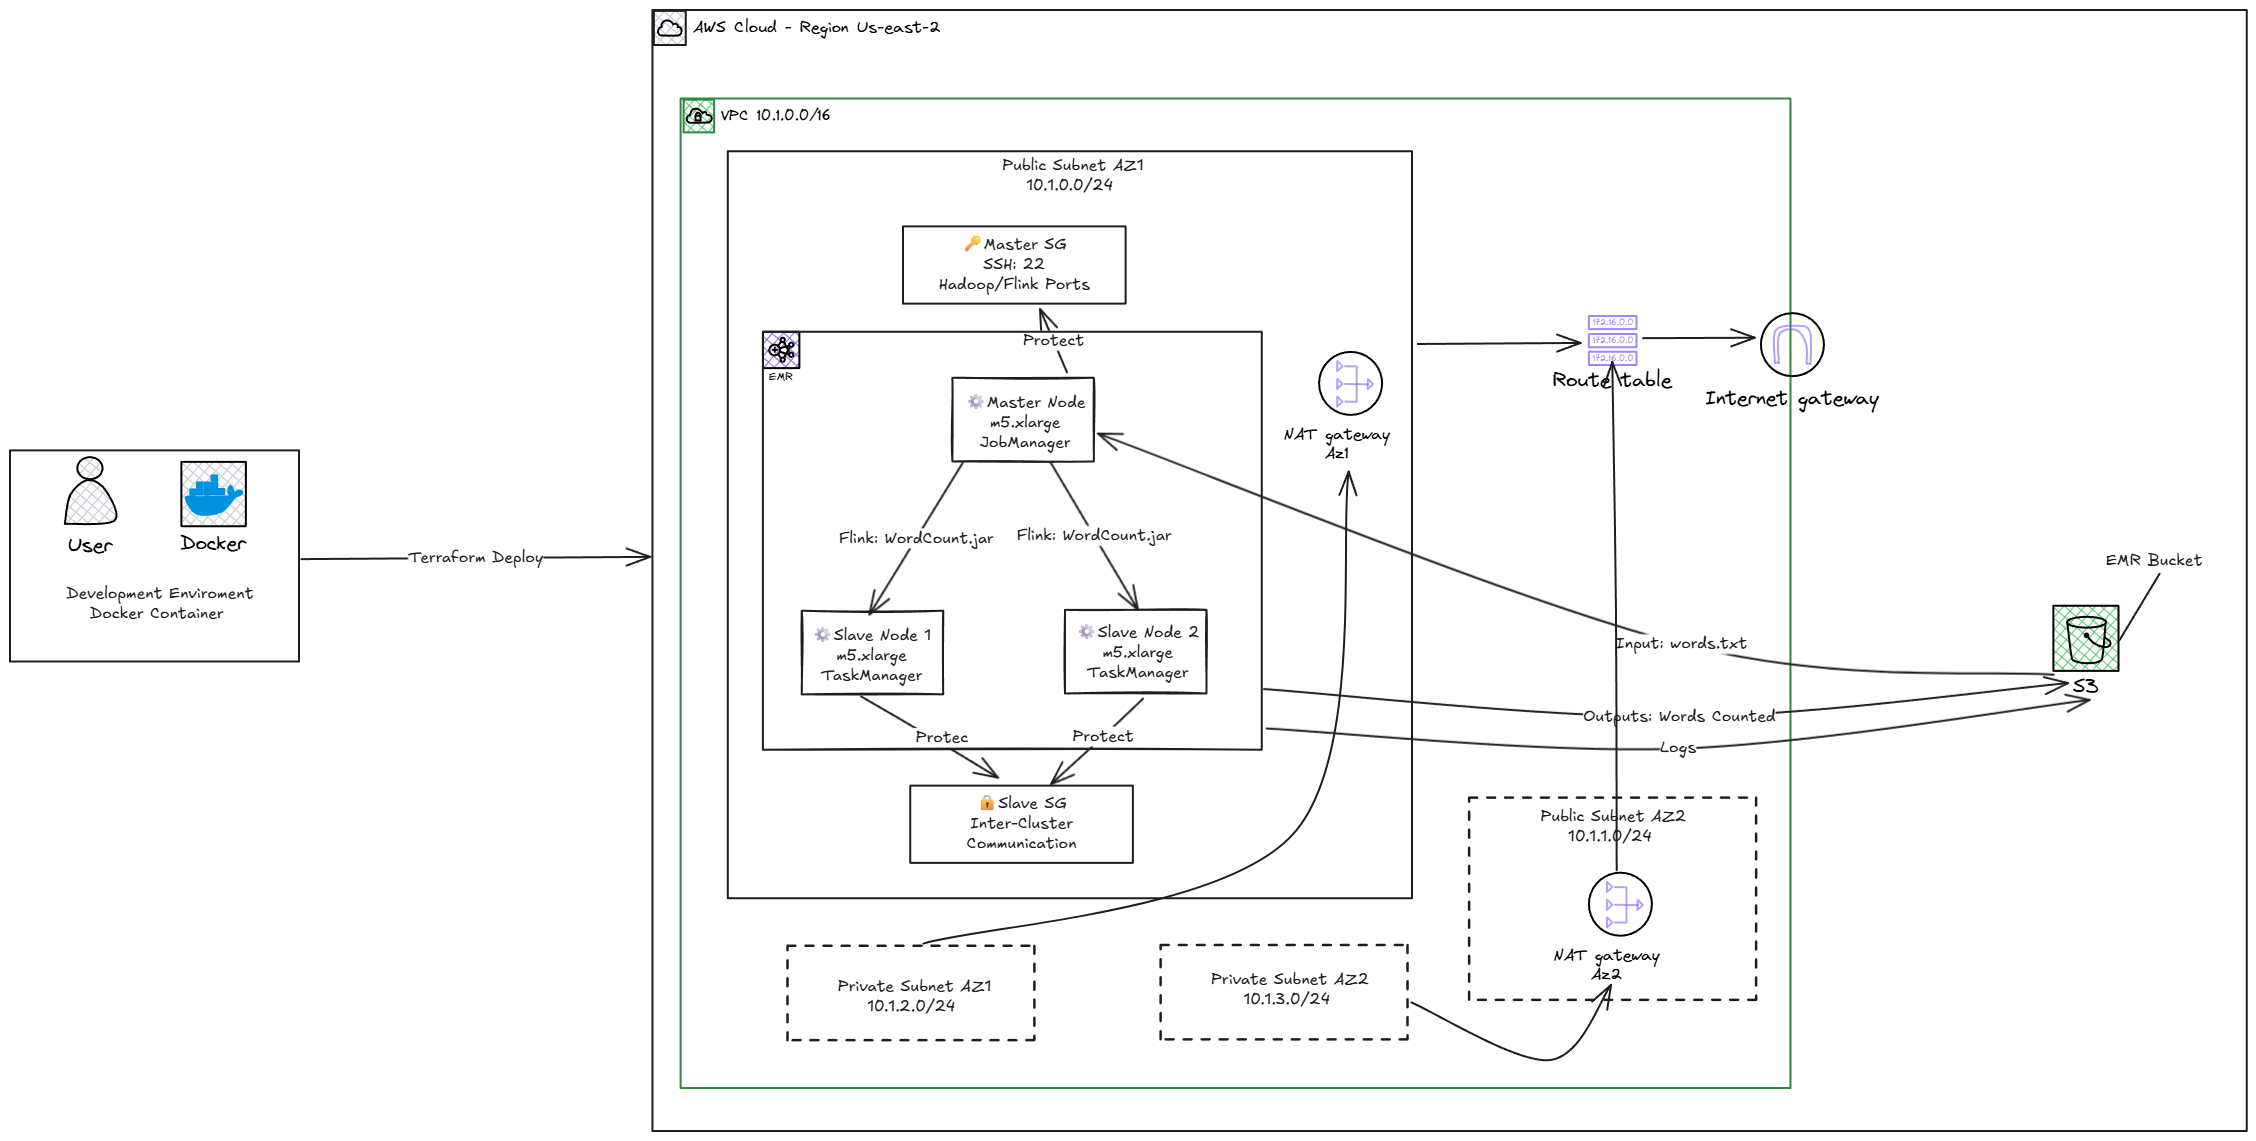 AWS Cloud - Region Us-east-2
VPC 10.1.0.0/16
Public Subnet AZ1
10.1.0.0/24
Master SG
SSH: 22
Hadoop/Flink Ports
Protect
EMR
Master Node
m5.xlarge
JobManager
Flink: WordCount.jar
Flink: WordCount.jar
Slave Node 1
m5.xlarge
TaskManager
Slave Node 2
m5.xlarge
TaskManager
Protec
Protect
Slave SG
Inter-Cluster
Communication
NAT gateway
Az1
172.16.0.0
172.16.0.0
172.16.0.0
Route table
Internet gateway
User
Docker
Development Enviroment
Docker Container
Terraform Deploy
EMR Bucket
S3
Input: words.txt
Outputs: Words Counted
Logs
Public Subnet AZ2
10.1.1.0/24
NAT gateway
Az2
Private Subnet AZ1
10.1.2.0/24
Private Subnet AZ2
10.1.3.0/24